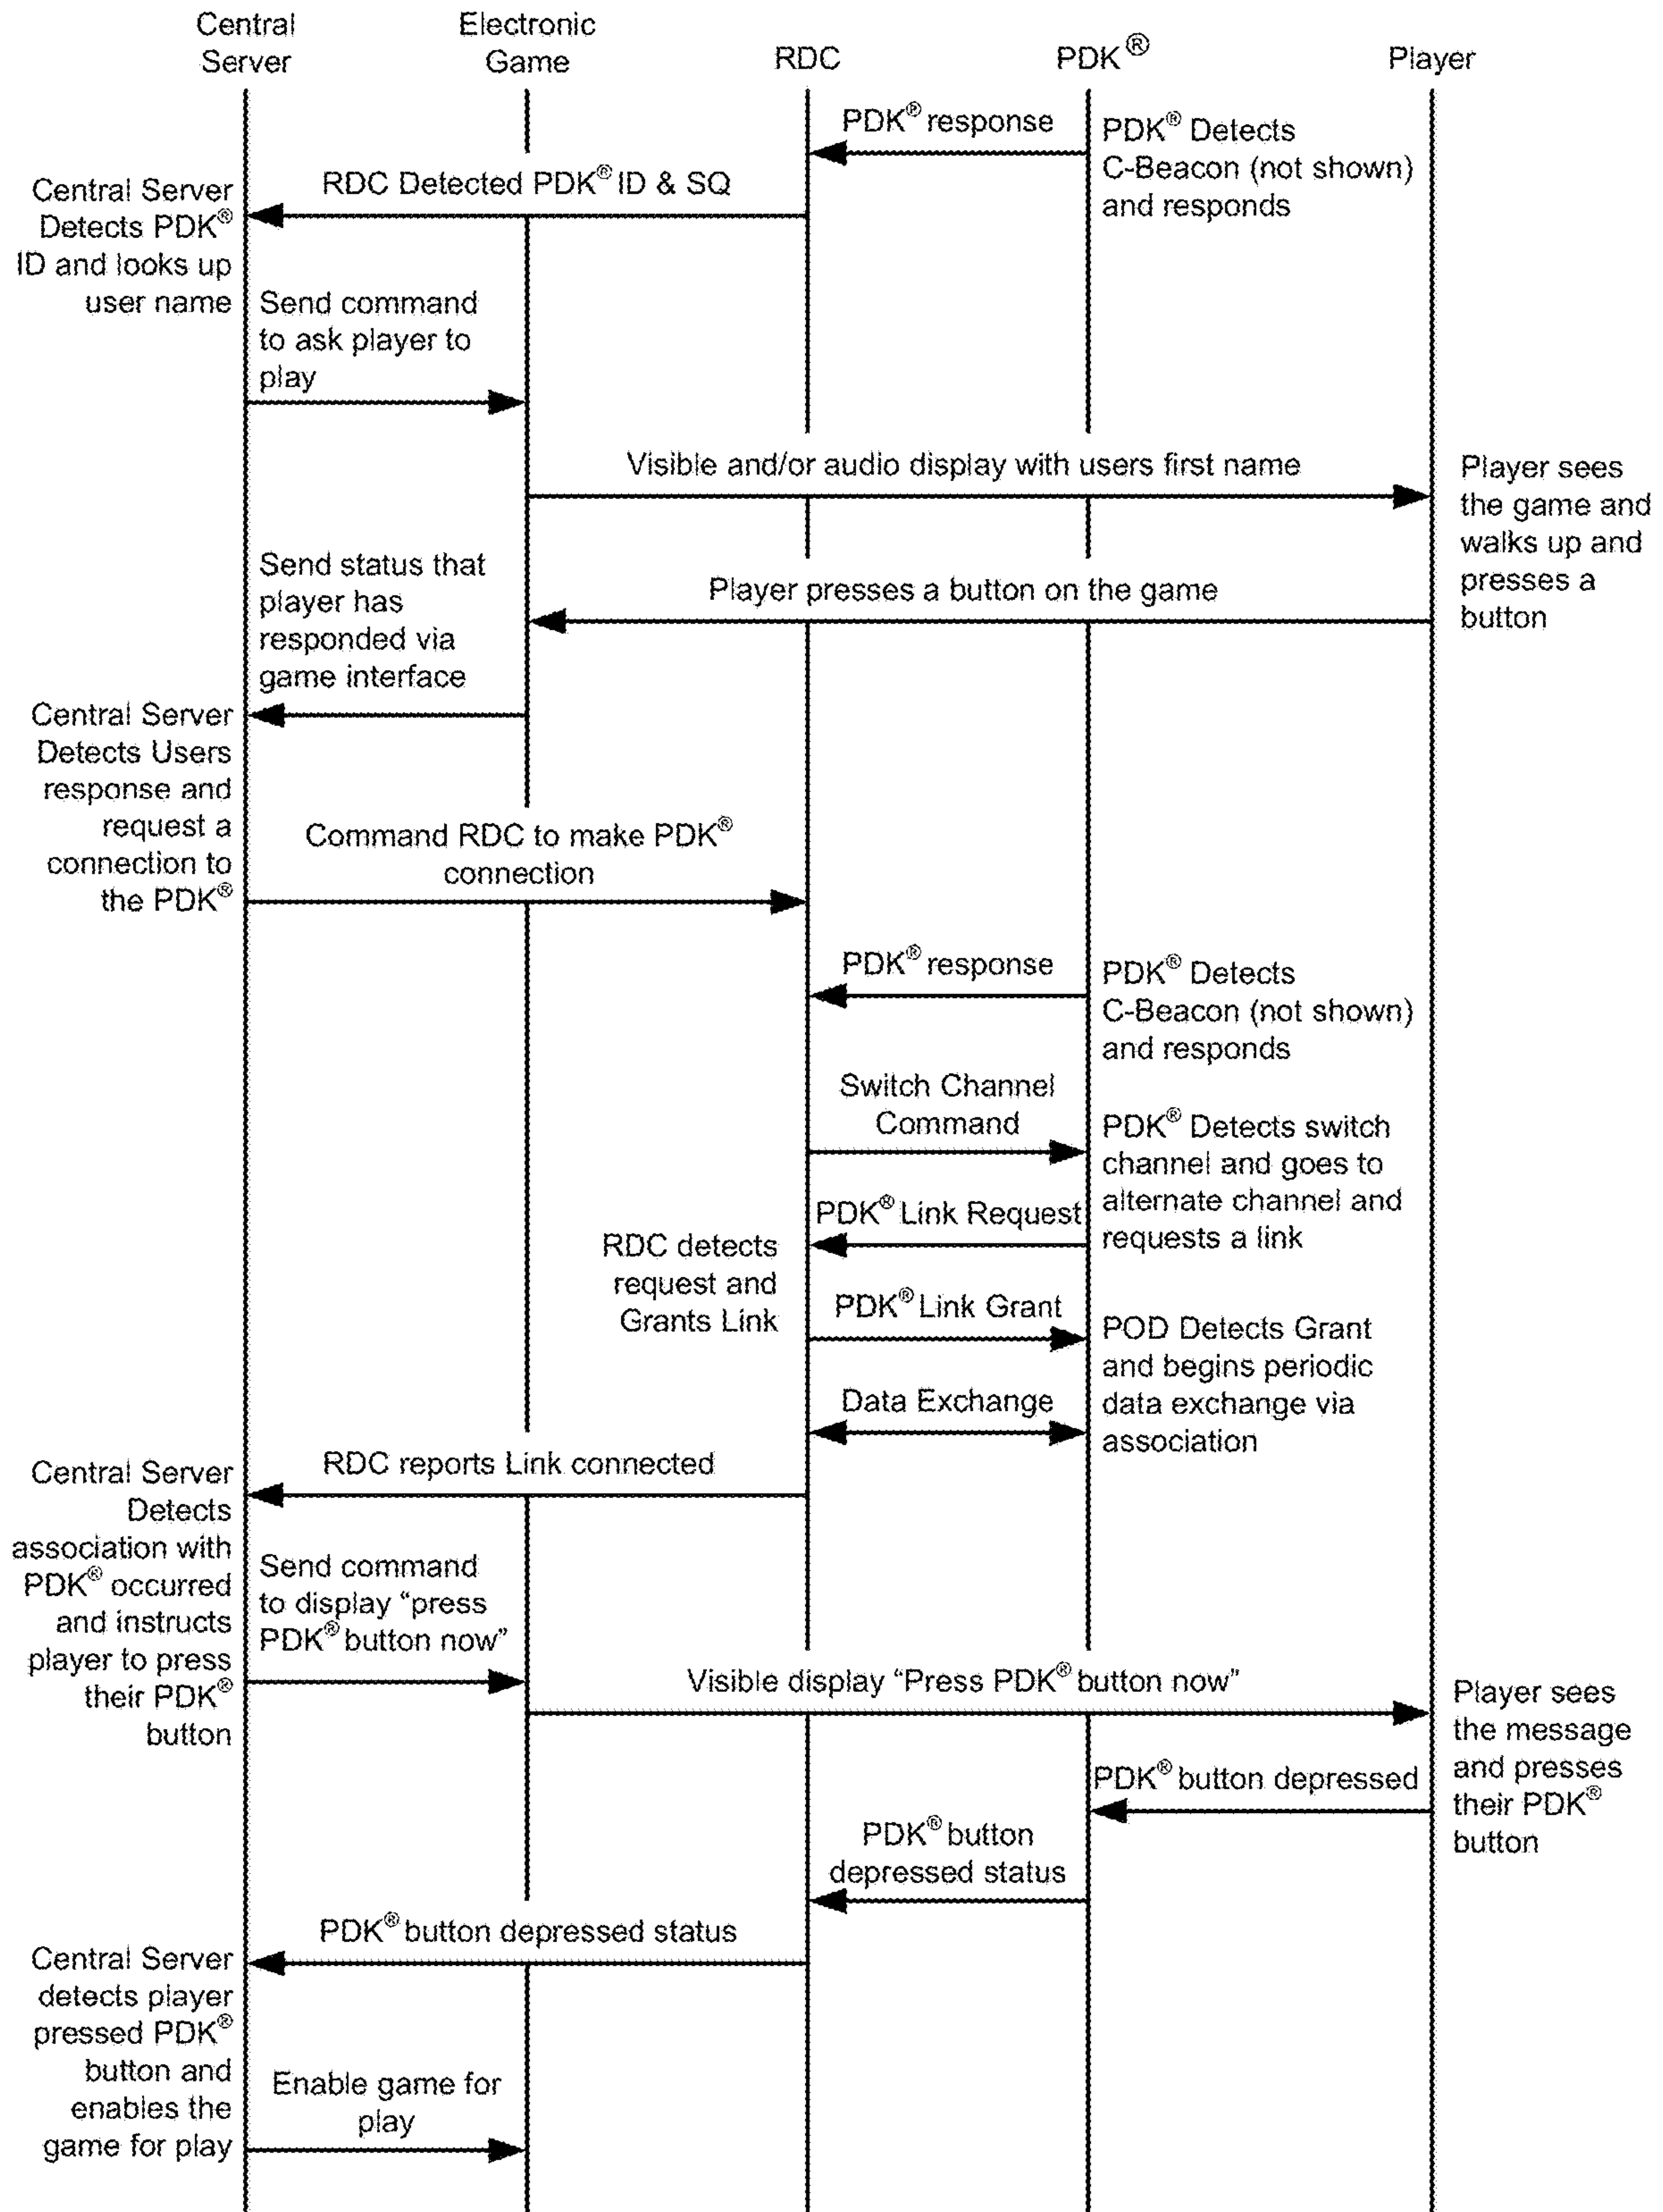 Central
Server
Electronic
Game
RDC
PDK®
Player
PDK® response
PDK® Detects
C-Beacon (not shown)
and responds
RDC Detected PDK® ID & SQ
Central Server
Detects PDK®
ID and looks up
user name
Send command
to ask player to
play
Visible and/or audio display with users first name
Player sees
the game and
walks up and
presses a
button
Player presses a button on the game
Send status that
player has
responded via
game interface
Central Server
Detects Users
response and
request a
connection to
the PDK®
Command RDC to make PDK®
connection
PDK® response
PDK® Detects
C-Beacon (not shown)
and responds
Switch Channel
Command
PDK® Detects switch
channel and goes to
alternate channel and
requests a link
PDK® Link Request
RDC detects
request and
Grants Link
PDK® Link Grant
POD Detects Grant
and begins periodic
data exchange via
association
Data Exchange
RDC reports Link connected
Central Server
Detects
association with
PDK® occurred
and instructs
player to press
their PDK®
button
Send command
to display “press
PDK® button now”
Visible display “Press PDK® button now”
Player sees
the message
and presses
their PDK®
button
PDK® button depressed
PDK® button
depressed status
PDK® button depressed status
Central Server
detects player
pressed PDK®
button and
enables the
game for play
Enable game for
play